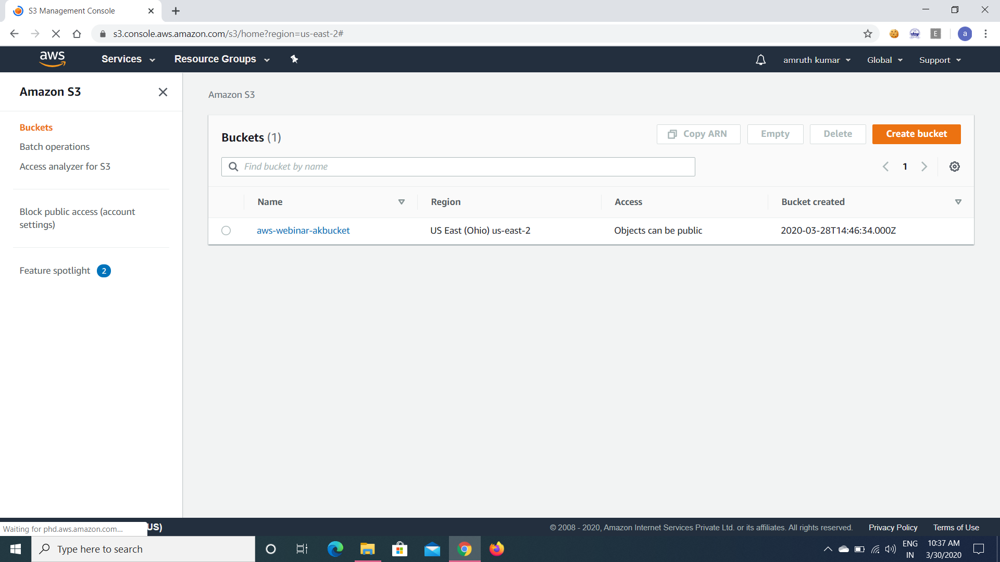 S3 Management Console
s3.console.aws.amazon.com/s3/home?region=us-east-2#
E
a
aws
Services
Resource Groups
amruth kumar
Global
Support
Amazon S3
Buckets
Batch operations
Access analyzer for S3
Block public access (account
settings)
Feature spotlight 2
Amazon S3
Buckets (1)
Copy ARN
Empty
Delete
Create bucket
Find bucket by name
1
Name Region Access Bucket created
aws-webinar-akbucket US East (Ohio) us-east-2 Objects can be public 2020-03-28T14:46:34.000Z
Waiting for phd.aws.amazon.com...
US)
© 2008 - 2020, Amazon Internet Services Private Ltd. or its affiliates. All rights reserved. Privacy Policy Terms of Use
Type here to search
ENG
IN
10:37 AM
3/30/2020